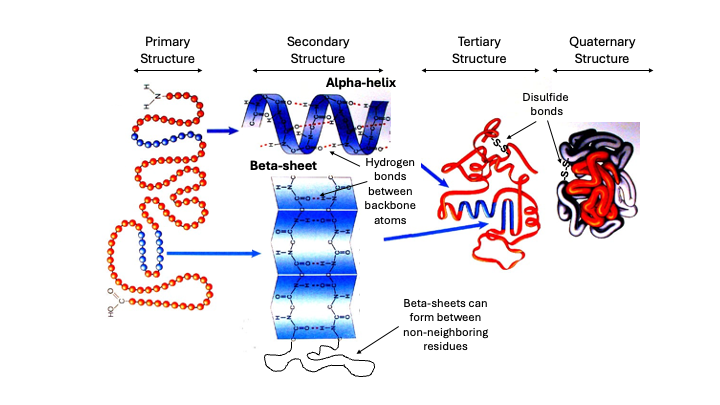 Primary
Structure
Secondary
Structure
Tertiary
Structure
Quaternary
Structure
Alpha-helix
Disulfide
bonds
Beta-sheet
Hydrogen
bonds
between
backbone
atoms
S-S
S-S
Beta-sheets can
form between
non-neighboring
residues
H
H
N
O
C
HO